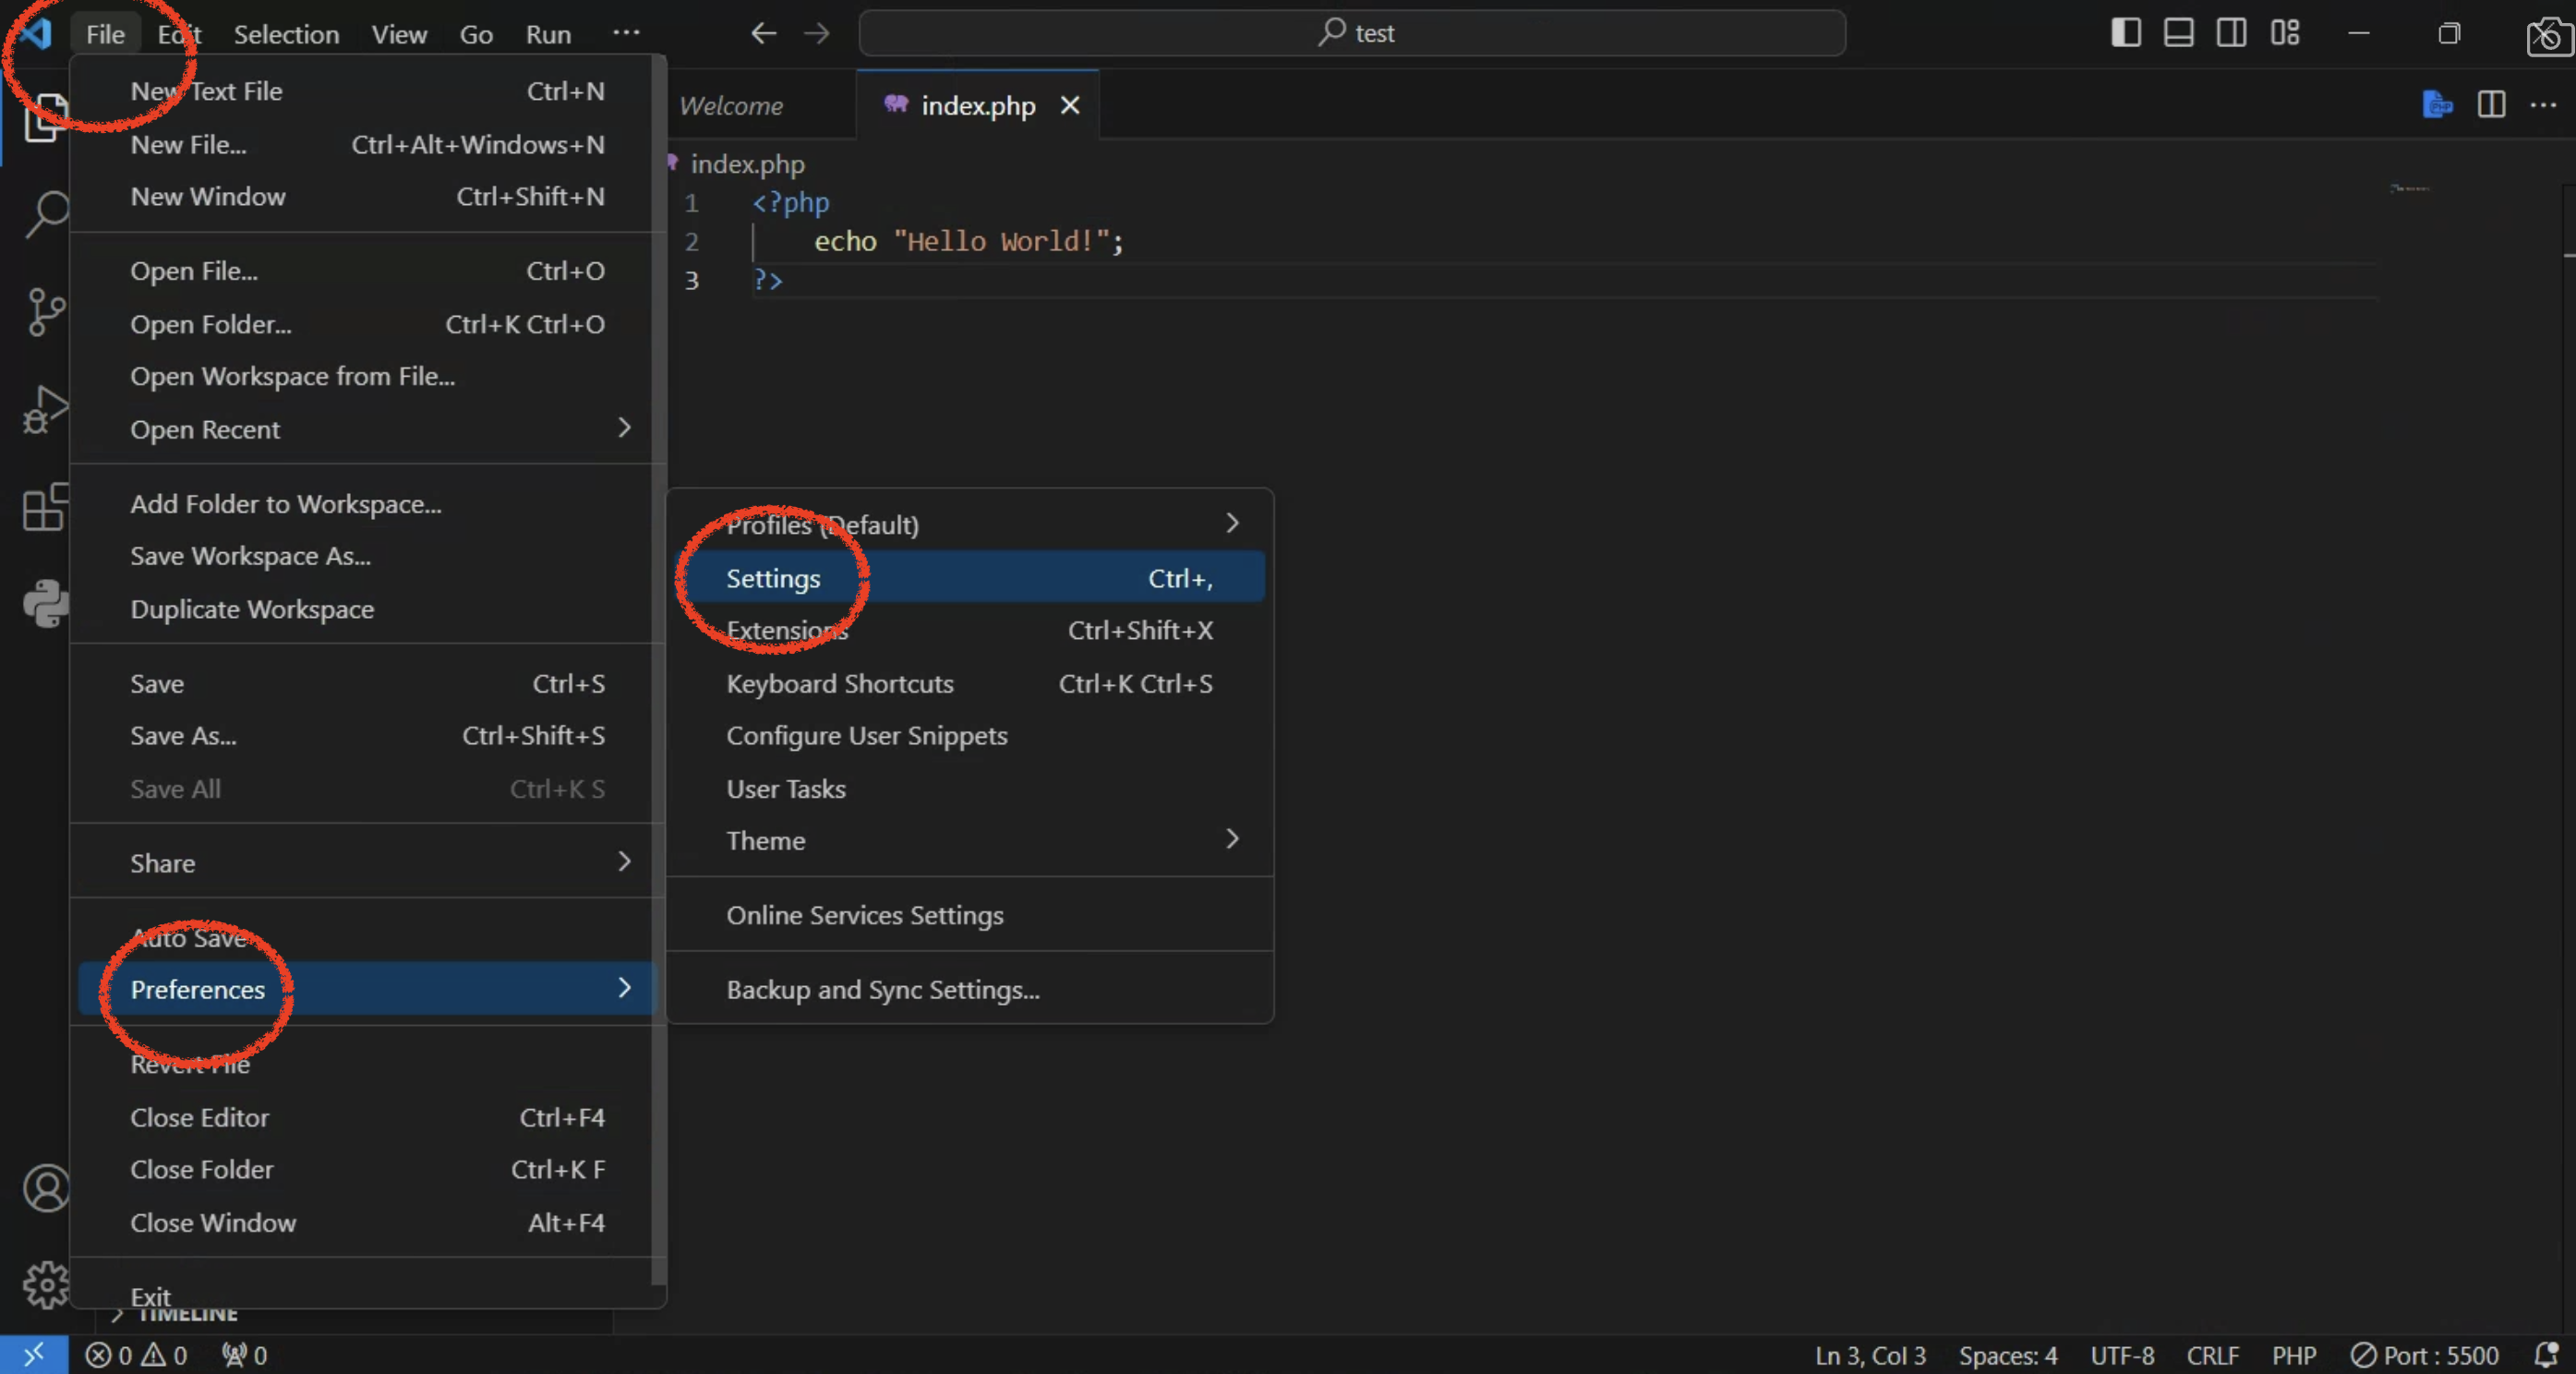 File Edit Selection View Go Run ···
test
New Text File Ctrl+N
New File... Ctrl+Alt+Windows+N
New Window Ctrl+Shift+N
Open File... Ctrl+O
Open Folder... Ctrl+K Ctrl+O
Open Workspace from File...
Open Recent
Add Folder to Workspace...
Save Workspace As...
Duplicate Workspace
Save Ctrl+S
Save As... Ctrl+Shift+S
Save All Ctrl+K S
Share
Auto Save
Preferences
Revert File
Close Editor Ctrl+F4
Close Folder Ctrl+K F
Close Window Alt+F4
Exit
TIMELINE
Profiles (Default)
Settings Ctrl+,
Extensions Ctrl+Shift+X
Keyboard Shortcuts Ctrl+K Ctrl+S
Configure User Snippets
User Tasks
Theme
Online Services Settings
Backup and Sync Settings...
Welcome index.php
PHP
index.php
1 <?php
2 echo "Hello World!";
3 ?>
0 0 0
Ln 3, Col 3 Spaces: 4 UTF-8 CRLF PHP Port : 5500